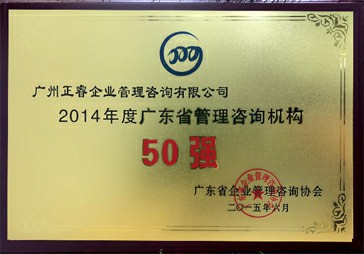 广州正睿企业管理咨询有限公司
2014年度广东省管理咨询机构
50 强
广东省企业管理咨询协会
二〇一五年六月